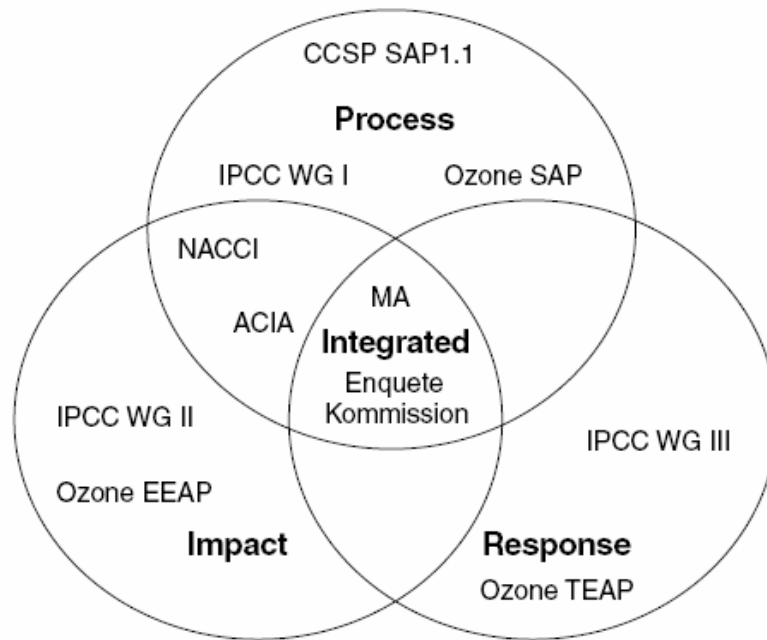 CCSP SAP1.1
Process
IPCC WG I
Ozone SAP
NACCI
MA
ACIA
Integrated
Enquete
Kommission
IPCC WG II
IPCC WG III
Ozone EEAP
Impact
Response
Ozone TEAP